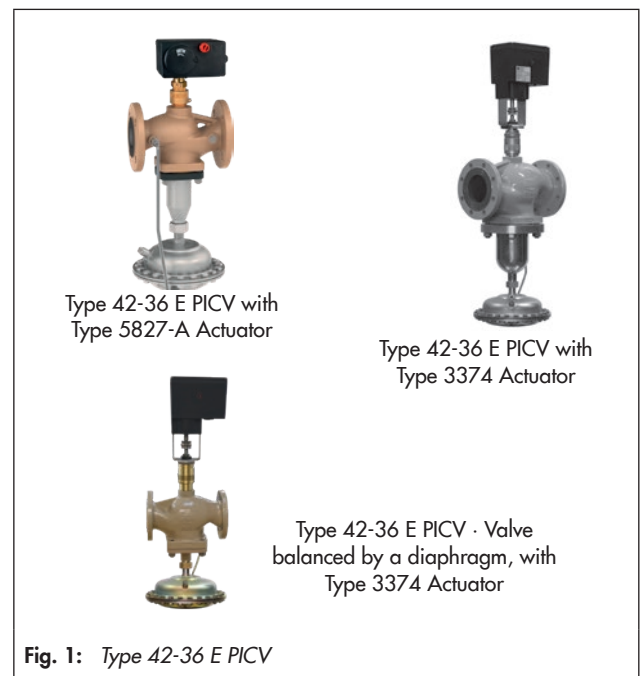 Type 42-36 E PICV with
Type 5827-A Actuator
Type 42-36 E PICV with
Type 3374 Actuator
Type 42-36 E PICV · Valve
balanced by a diaphragm, with
Type 3374 Actuator
Fig. 1: Type 42-36 E PICV